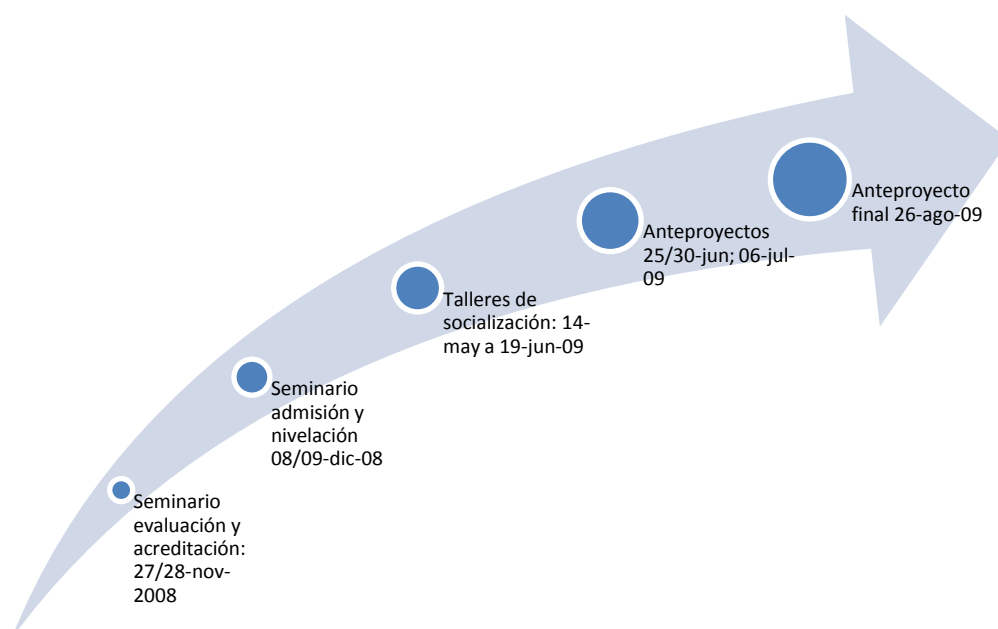 Seminario
evaluación y
acreditación:
27/28-nov-
2008
Seminario
admisión y
nivelación
08/09-dic-08
Talleres de
socialización: 14-
may a 19-jun-09
Anteproyectos
25/30-jun; 06-jul-
09
Anteproyecto
final 26-ago-09